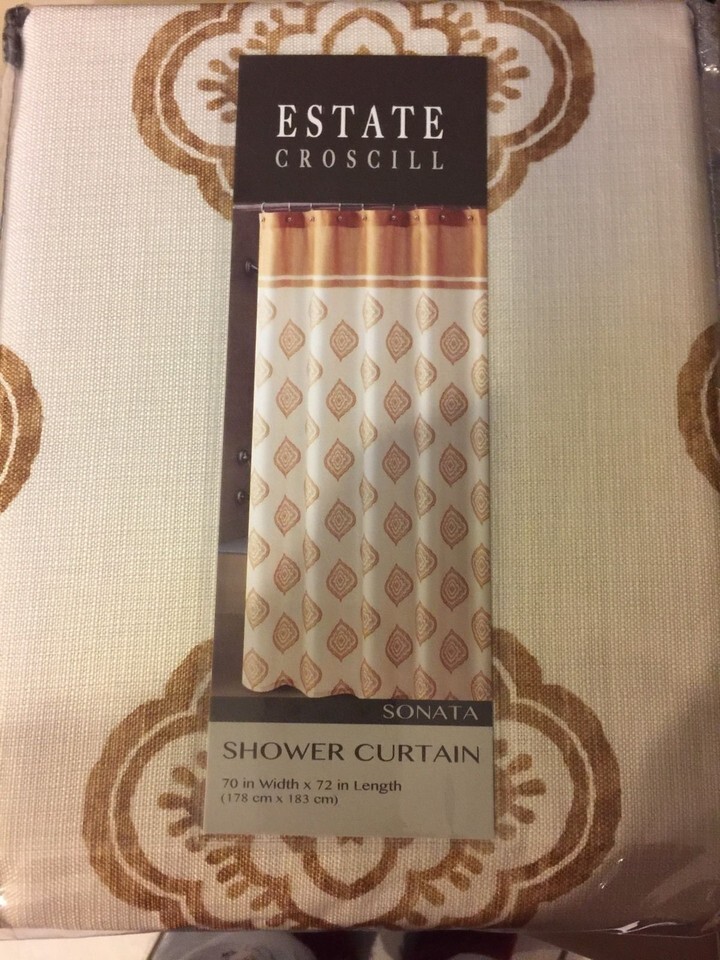 ESTATE
CROSCILL
SONATA
SHOWER CURTAIN
70 in Width x 72 in Length
(178 cm x 183 cm)